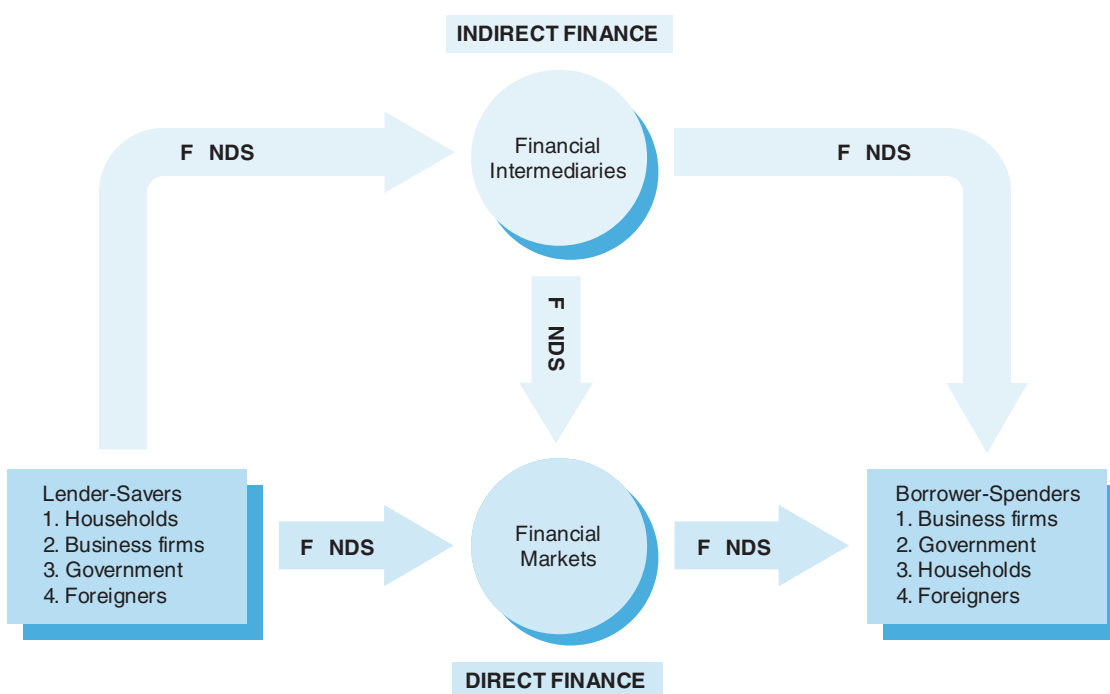 INDIRECT FINANCE
Financial
Intermediaries
F NDS
F NDS
F NDS
Lender-Savers
1. Households
2. Business firms
3. Government
4. Foreigners
F NDS
Financial
Markets
F NDS
Borrower-Spenders
1. Business firms
2. Government
3. Households
4. Foreigners
DIRECT FINANCE